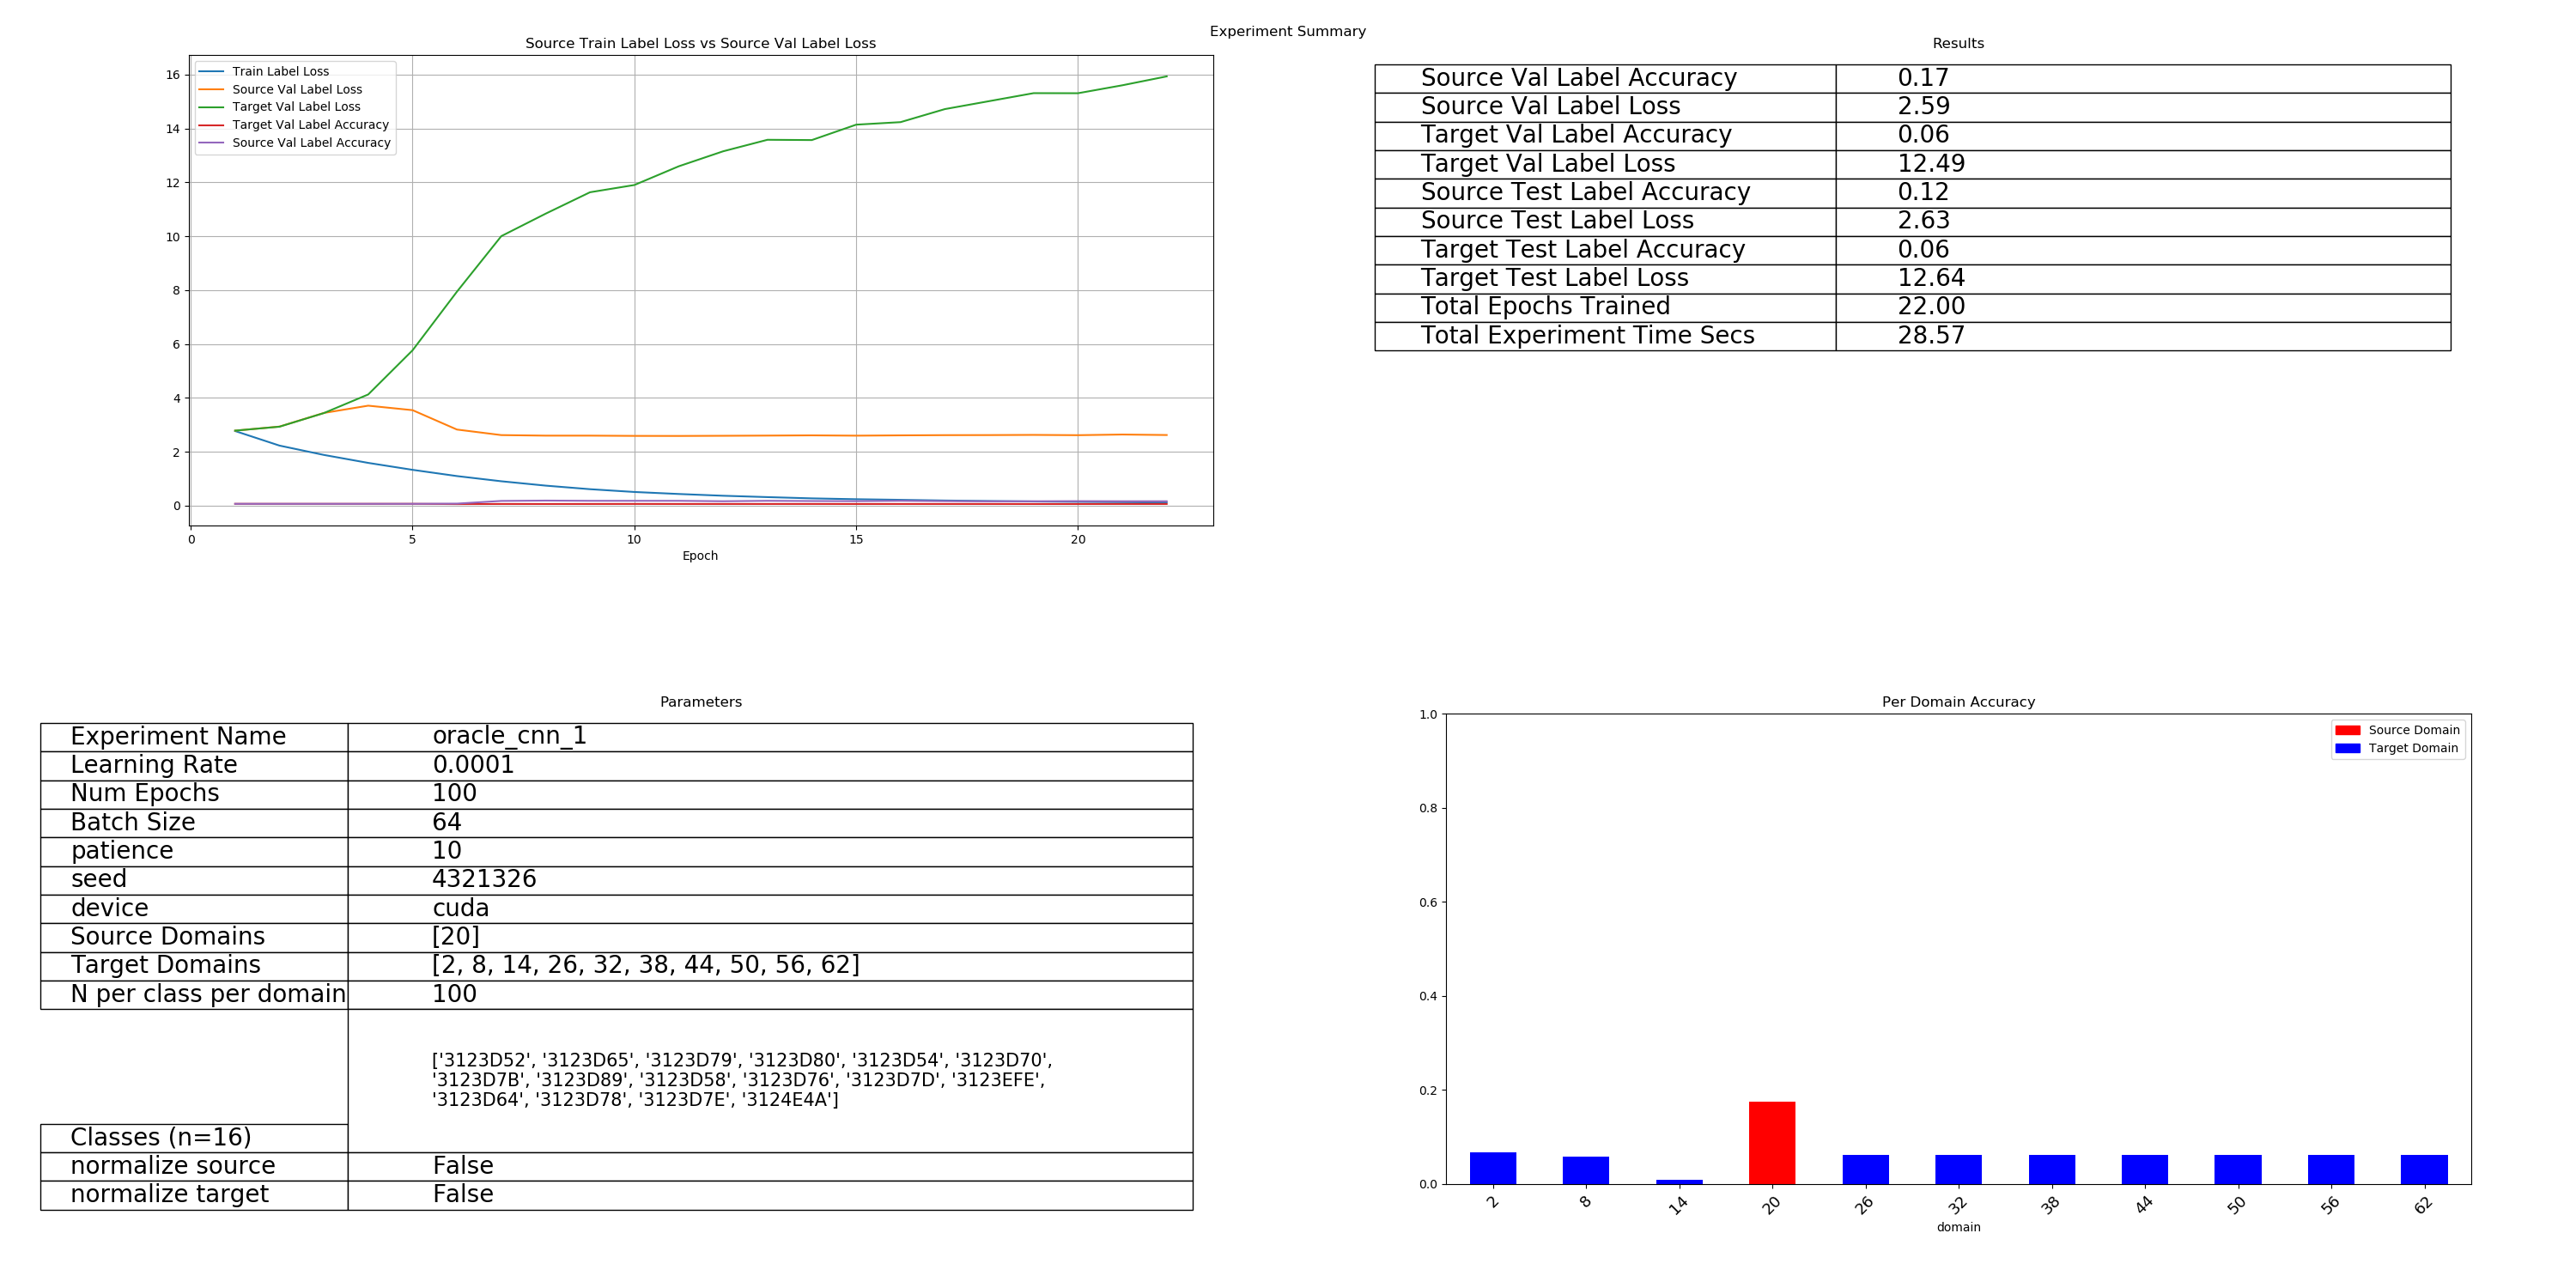 Experiment Summary
Source Train Label Loss vs Source Val Label Loss
Train Label Loss
Source Val Label Loss
Target Val Label Loss
Target Val Label Accuracy
Source Val Label Accuracy
16
14
12
10
8
6
4
2
0
0 5 10 15 20
Epoch
Results
Source Val Label Accuracy 0.17
Source Val Label Loss 2.59
Target Val Label Accuracy 0.06
Target Val Label Loss 12.49
Source Test Label Accuracy 0.12
Source Test Label Loss 2.63
Target Test Label Accuracy 0.06
Target Test Label Loss 12.64
Total Epochs Trained 22.00
Total Experiment Time Secs 28.57
Parameters
Experiment Name oracle_cnn_1
Learning Rate 0.0001
Num Epochs 100
Batch Size 64
patience 10
seed 4321326
device cuda
Source Domains [20]
Target Domains [2, 8, 14, 26, 32, 38, 44, 50, 56, 62]
N per class per domain 100
['3123D52', '3123D65', '3123D79', '3123D80', '3123D54', '3123D70',
'3123D7B', '3123D89', '3123D58', '3123D76', '3123D7D', '3123EFE',
'3123D64', '3123D78', '3123D7E', '3124E4A']
Classes (n=16)
normalize source False
normalize target False
Per Domain Accuracy
Source Domain
Target Domain
1.0
0.8
0.6
0.4
0.2
0.0
2 8 14 20 26 32 38 44 50 56 62
domain